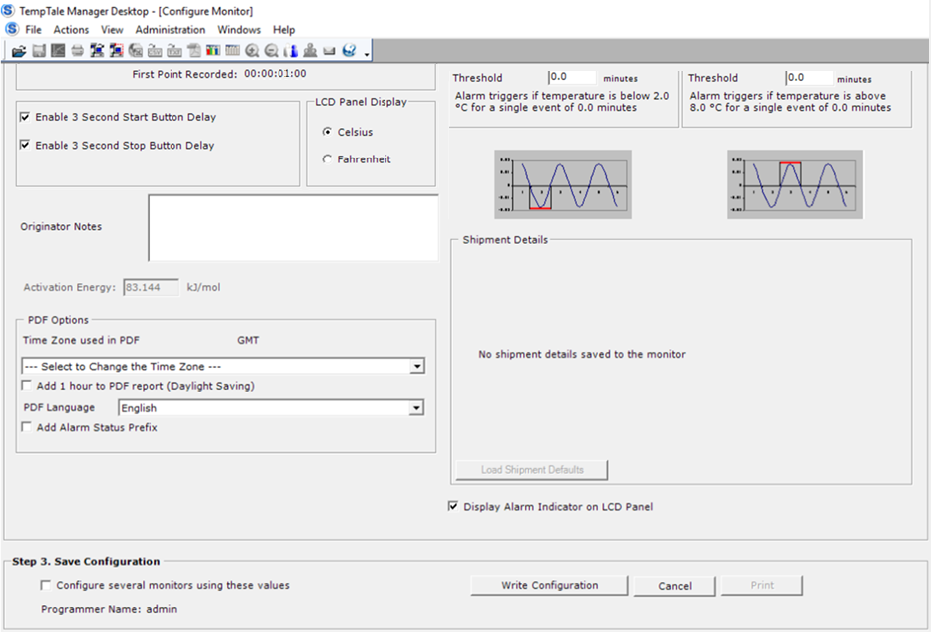 TempTale Manager Desktop - [Configure Monitor]
File Actions View Administration Windows Help
First Point Recorded: 00:00:01:00
Enable 3 Second Start Button Delay
Enable 3 Second Stop Button Delay
LCD Panel Display
Celsius
Fahrenheit
Originator Notes
Activation Energy: 83.144 kJ/mol
PDF Options
Time Zone used in PDF GMT
--- Select to Change the Time Zone ---
Add 1 hour to PDF report (Daylight Saving)
PDF Language English
Add Alarm Status Prefix
Threshold 0.0 minutes
Alarm triggers if temperature is below 2.0
°C for a single event of 0.0 minutes
Threshold 0.0 minutes
Alarm triggers if temperature is above
8.0 °C for a single event of 0.0 minutes
Shipment Details
No shipment details saved to the monitor
Load Shipment Defaults
Display Alarm Indicator on LCD Panel
Step 3. Save Configuration
Configure several monitors using these values
Programmer Name: admin
Write Configuration Cancel Print